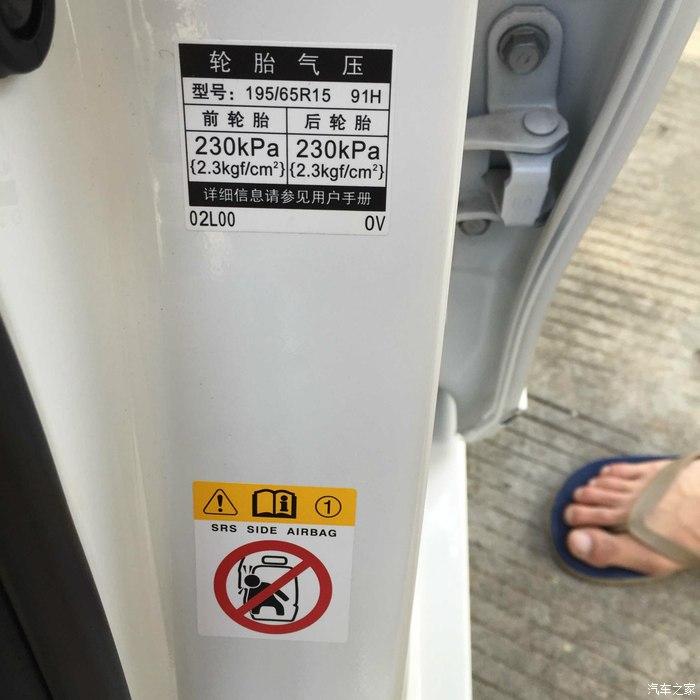 轮胎气压
型号: 195/65R15 91H
前轮胎 后轮胎
230kPa 230kPa
{2.3kgf/cm²} {2.3kgf/cm²}
详细信息请参见用户手册
02L00 0V
i 1
SRS SIDE AIRBAG
汽车之家